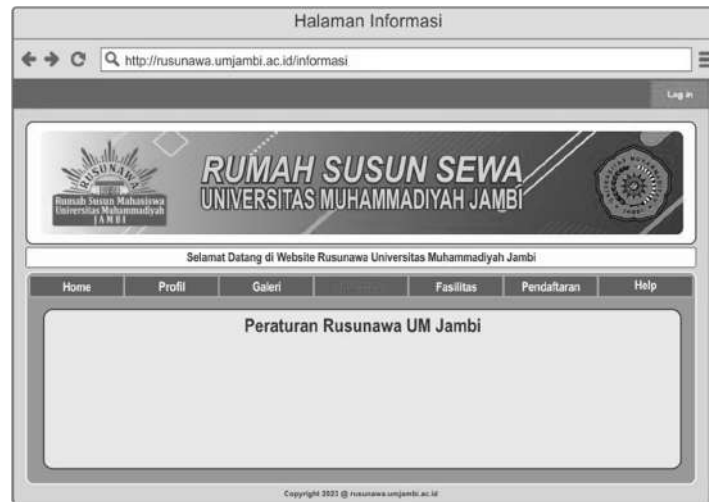 Halaman Informasi
http://rusunawa.umjambi.ac.id/informasi
Log in
RUSUNAWA
Rumah Susun Mahasiswa
Universitas Muhammadiyah
JAMBI
RUMAH SUSUN SEWA
UNIVERSITAS MUHAMMADIYAH JAMBI
Selamat Datang di Website Rusunawa Universitas Muhammadiyah Jambi
Home Profil Galeri Fasilitas Pendaftaran Help
Peraturan Rusunawa UM Jambi
Copyright 2023 @ rusunawa.umjambi.ac.id